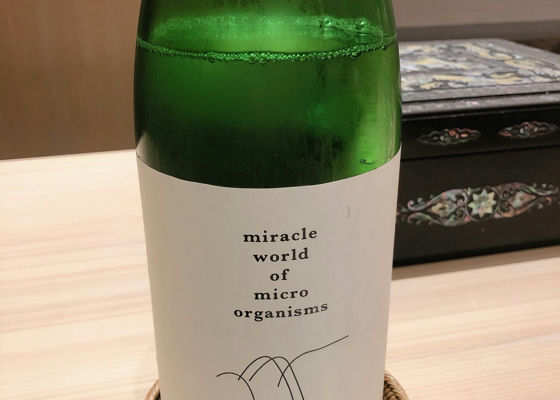 miracle
world
of
micro
organisms